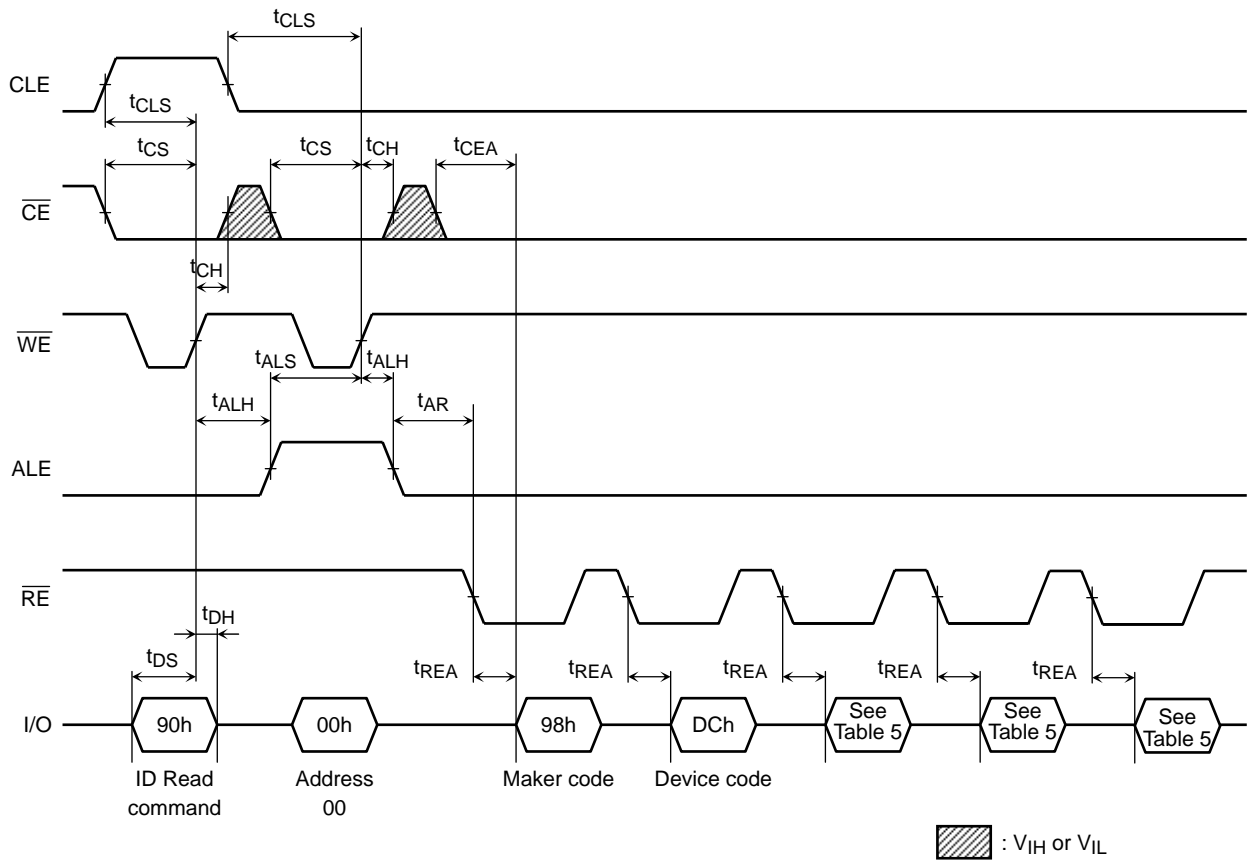 tCLS
CLE
tCLS
tCS
tCS
tCH
tCEA
CE
tCH
WE
tALS
tALH
tALH
tAR
ALE
RE
tDH
tDS
tREA
tREA
tREA
tREA
tREA
I/O
90h
00h
98h
DCh
See
Table 5
See
Table 5
See
Table 5
ID Read
command
Address
00
Maker code
Device code
: VIH or VIL